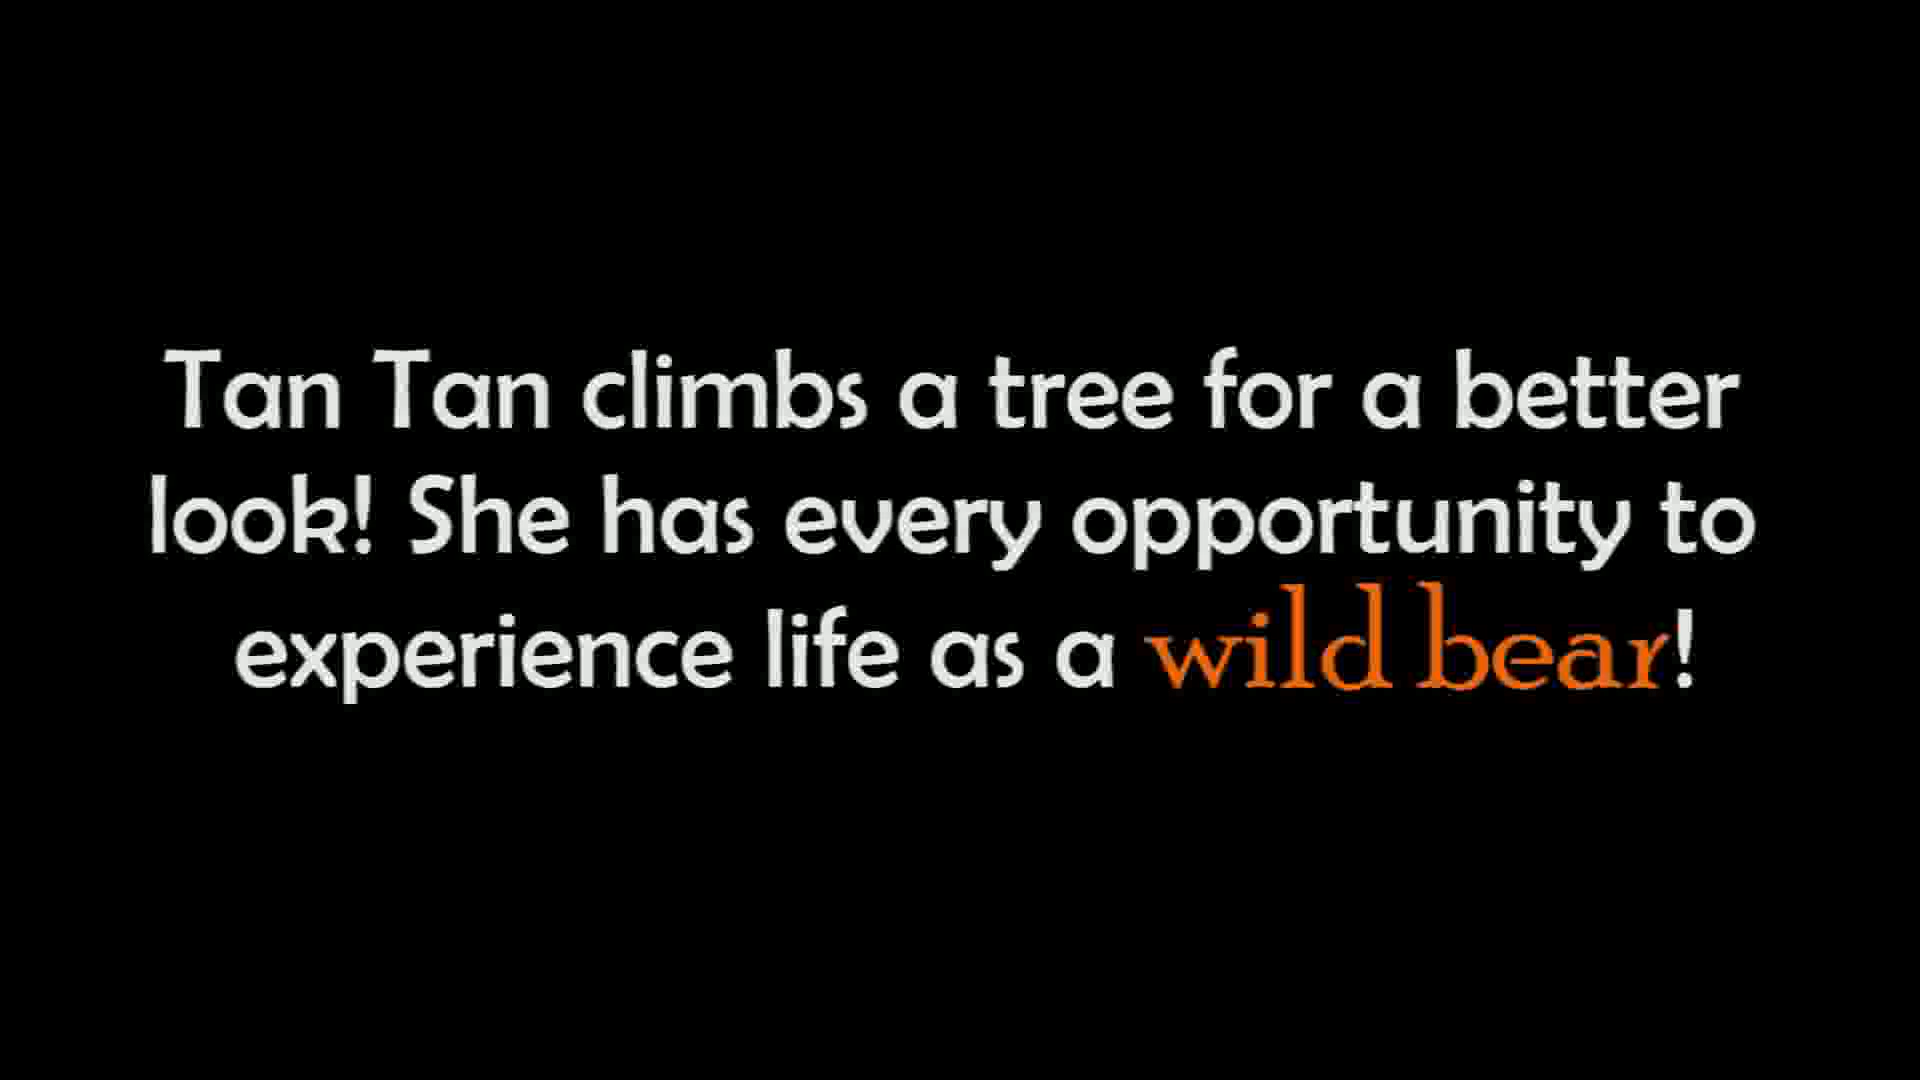 Tan Tan climbs a tree for a better
look! She has every opportunity to
experience life as a wild bear!